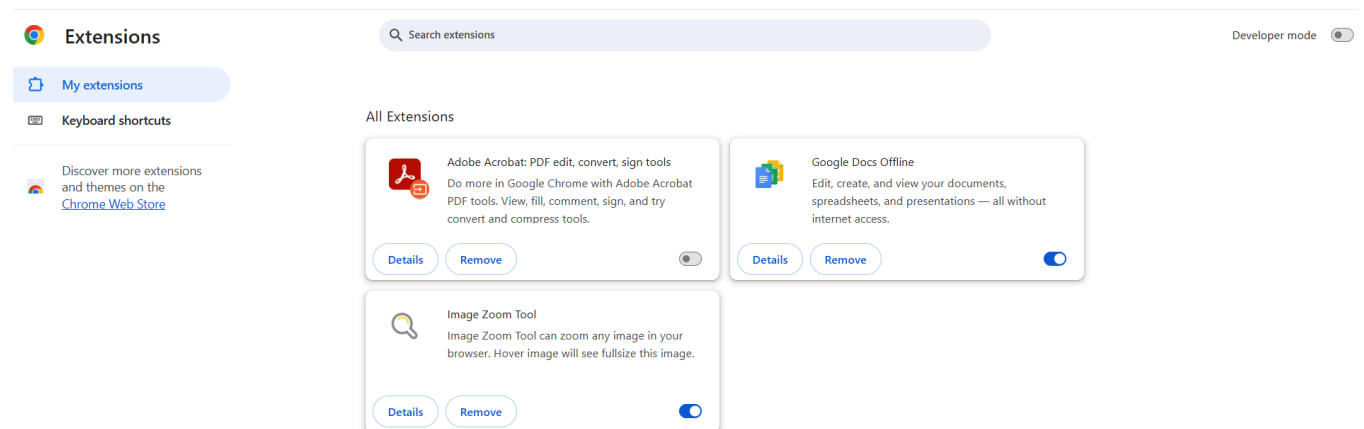 Extensions
Search extensions
Developer mode
My extensions
Keyboard shortcuts
Discover more extensions
and themes on the
Chrome Web Store
All Extensions
Adobe Acrobat: PDF edit, convert, sign tools
Do more in Google Chrome with Adobe Acrobat
PDF tools. View, fill, comment, sign, and try
convert and compress tools.
Details
Remove
Google Docs Offline
Edit, create, and view your documents,
spreadsheets, and presentations — all without
internet access.
Details
Remove
Image Zoom Tool
Image Zoom Tool can zoom any image in your
browser. Hover image will see fullsize this image.
Details
Remove